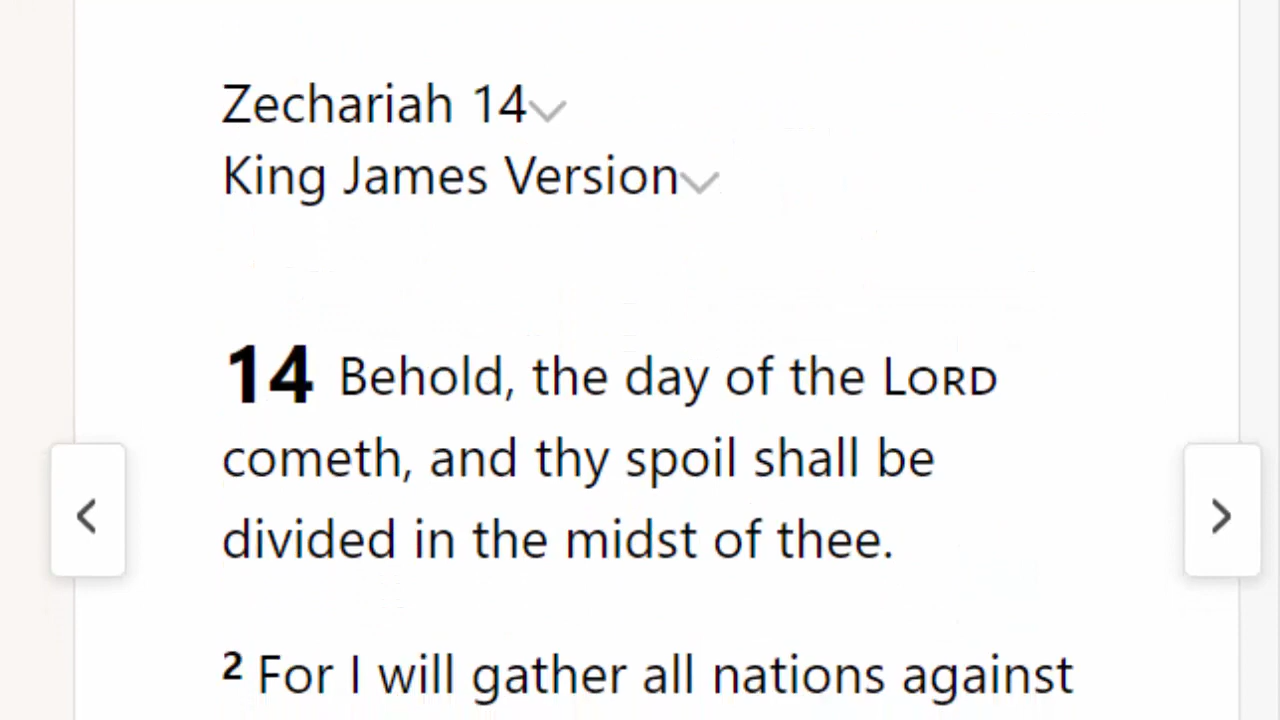 Zechariah 14
King James Version
14 Behold, the day of the LORD
cometh, and thy spoil shall be
divided in the midst of thee.
2 For I will gather all nations against